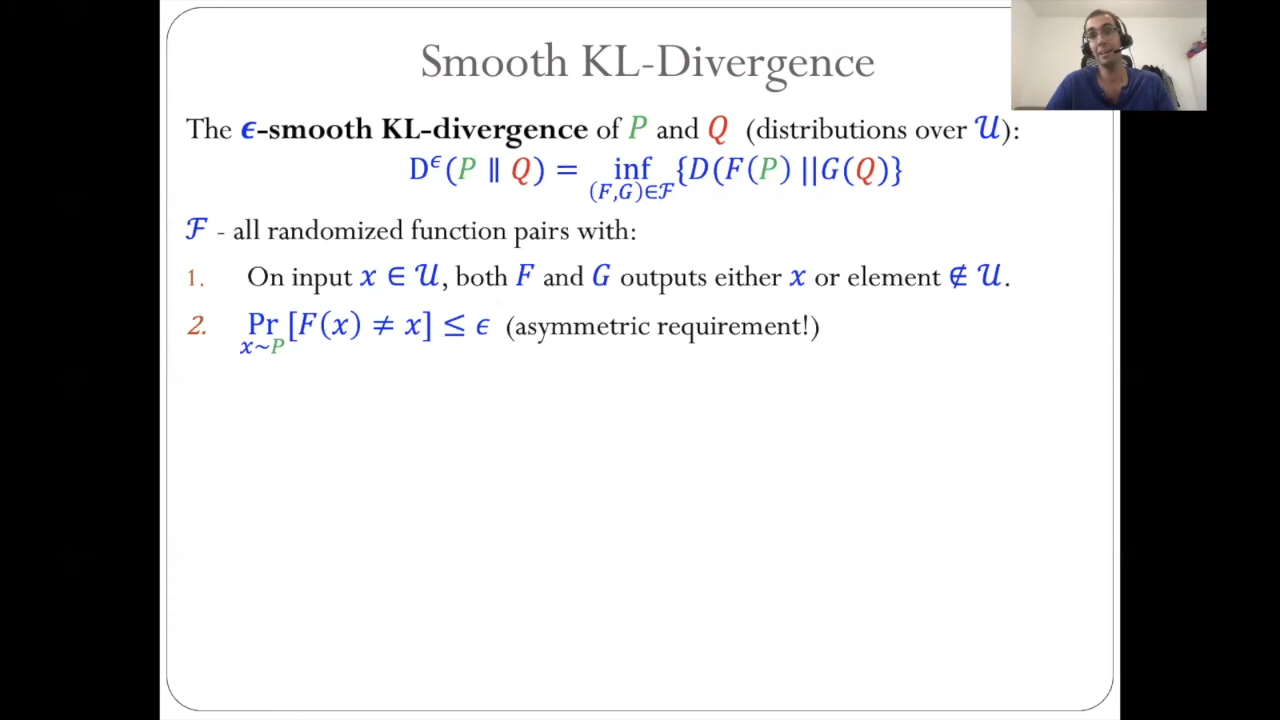 Smooth KL-Divergence
The ϵ-smooth KL-divergence of P and Q (distributions over 𝒰):
D^ϵ(P ∥ Q) = inf_{(F,G)∈ℱ} {D(F(P) ||G(Q)}
ℱ - all randomized function pairs with:
1. On input x ∈ 𝒰, both F and G outputs either x or element ∉ 𝒰.
2. Pr_{x~P} [F(x) ≠ x] ≤ ϵ (asymmetric requirement!)